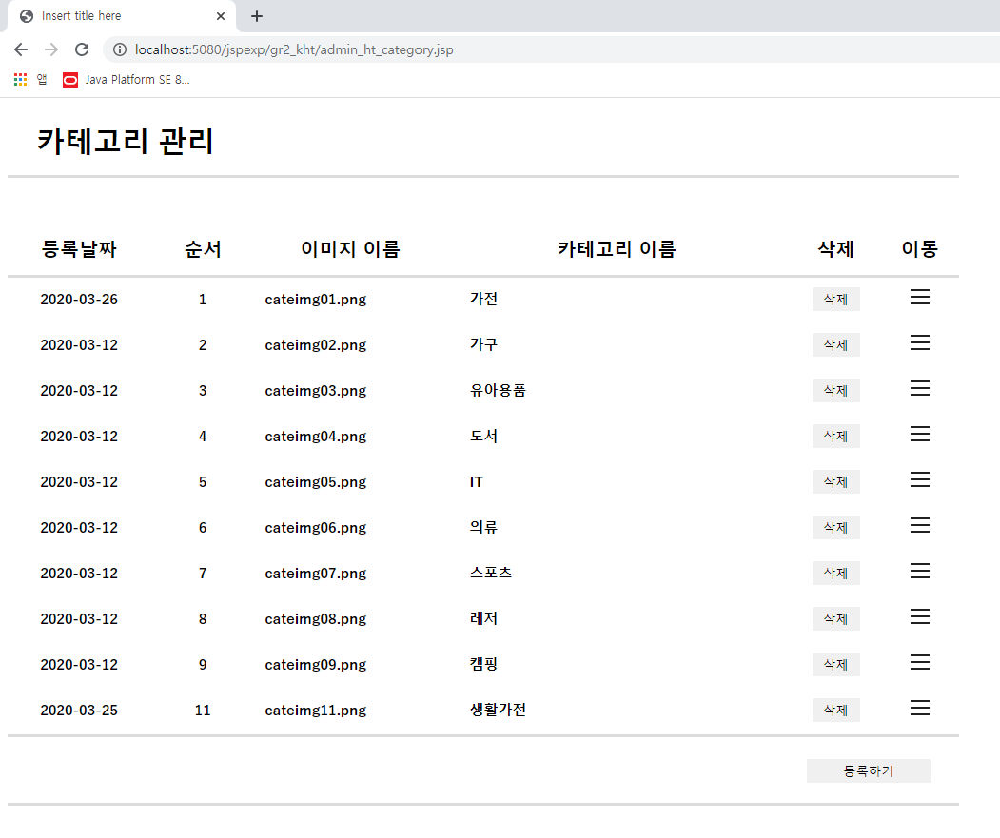 Insert title here
localhost:5080/jspexp/gr2_kht/admin_ht_category.jsp
앱 Java Platform SE 8...
카테고리 관리
등록날짜 순서 이미지 이름 카테고리 이름 삭제 이동
2020-03-26 1 cateimg01.png 가전 삭제
2020-03-12 2 cateimg02.png 가구 삭제
2020-03-12 3 cateimg03.png 유아용품 삭제
2020-03-12 4 cateimg04.png 도서 삭제
2020-03-12 5 cateimg05.png IT 삭제
2020-03-12 6 cateimg06.png 의류 삭제
2020-03-12 7 cateimg07.png 스포츠 삭제
2020-03-12 8 cateimg08.png 레저 삭제
2020-03-12 9 cateimg09.png 캠핑 삭제
2020-03-25 11 cateimg11.png 생활가전 삭제
등록하기